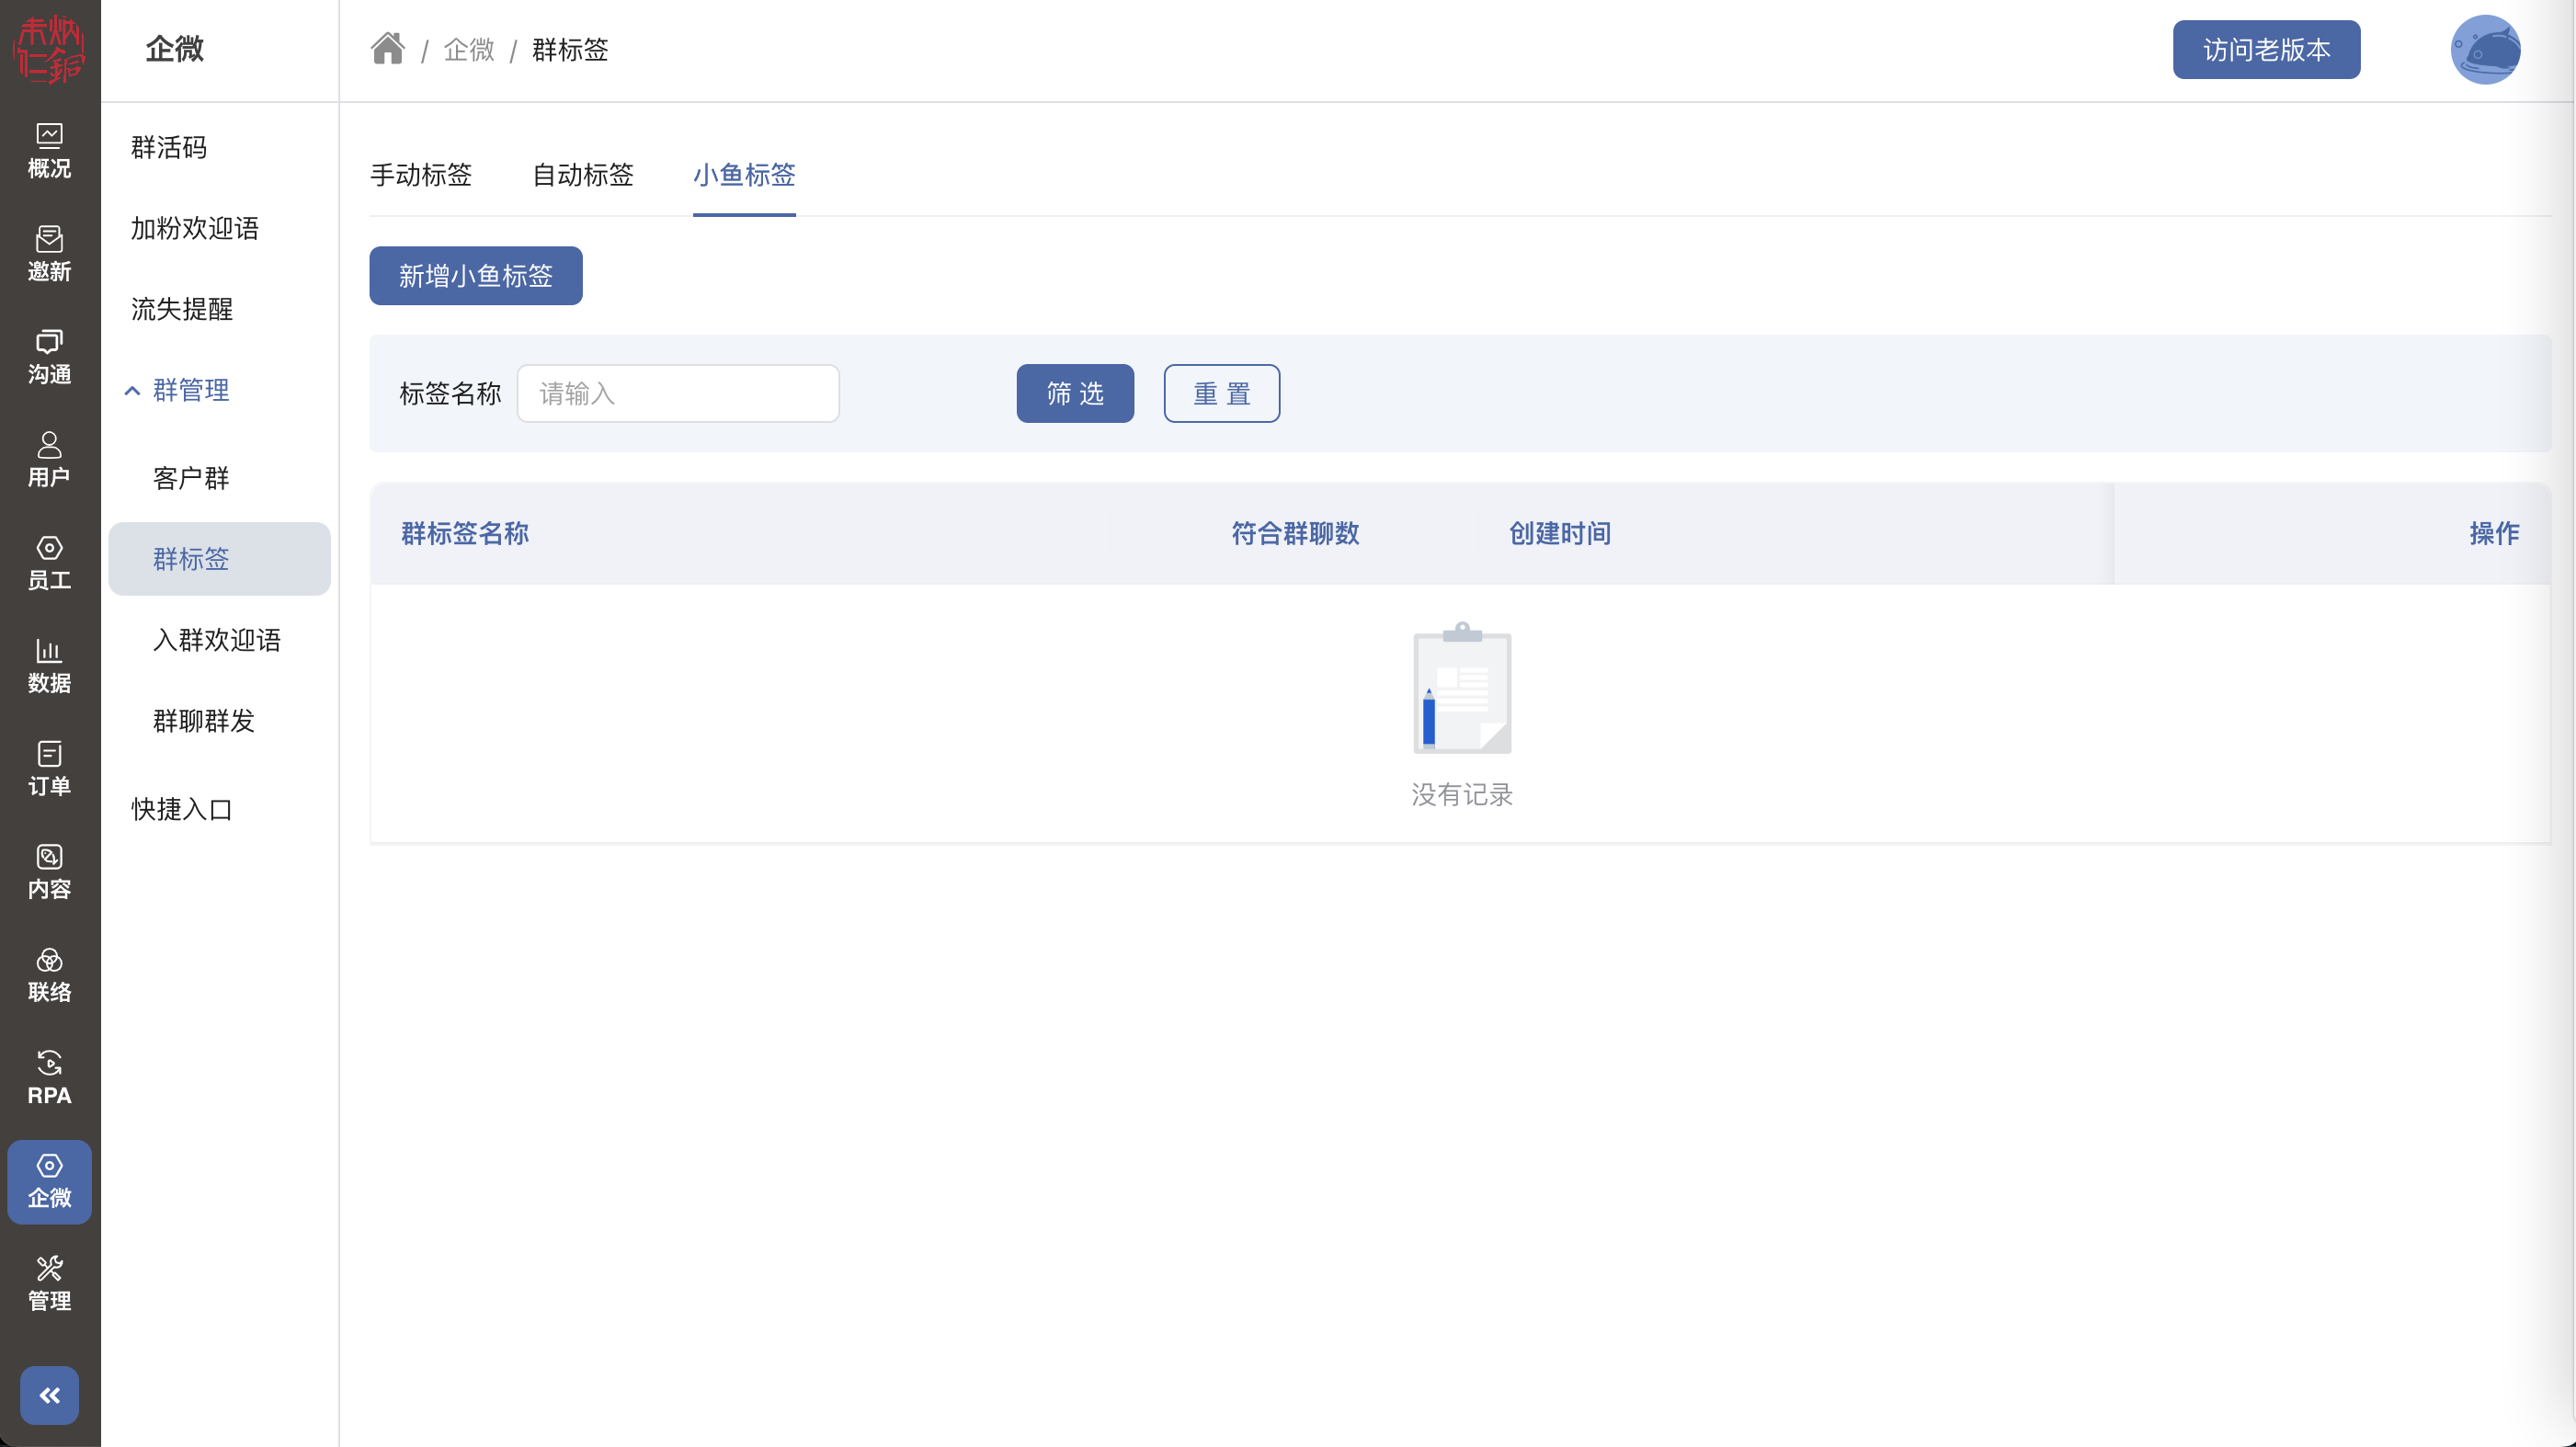 企微
/ 企微 / 群标签
访问老版本
概况
邀新
沟通
用户
员工
数据
订单
内容
联络
RPA
企微
管理
群活码
加粉欢迎语
流失提醒
群管理
客户群
群标签
入群欢迎语
群聊群发
快捷入口
手动标签 自动标签 小鱼标签
新增小鱼标签
标签名称 请输入 筛选 重置
群标签名称 符合群聊数 创建时间 操作
没有记录